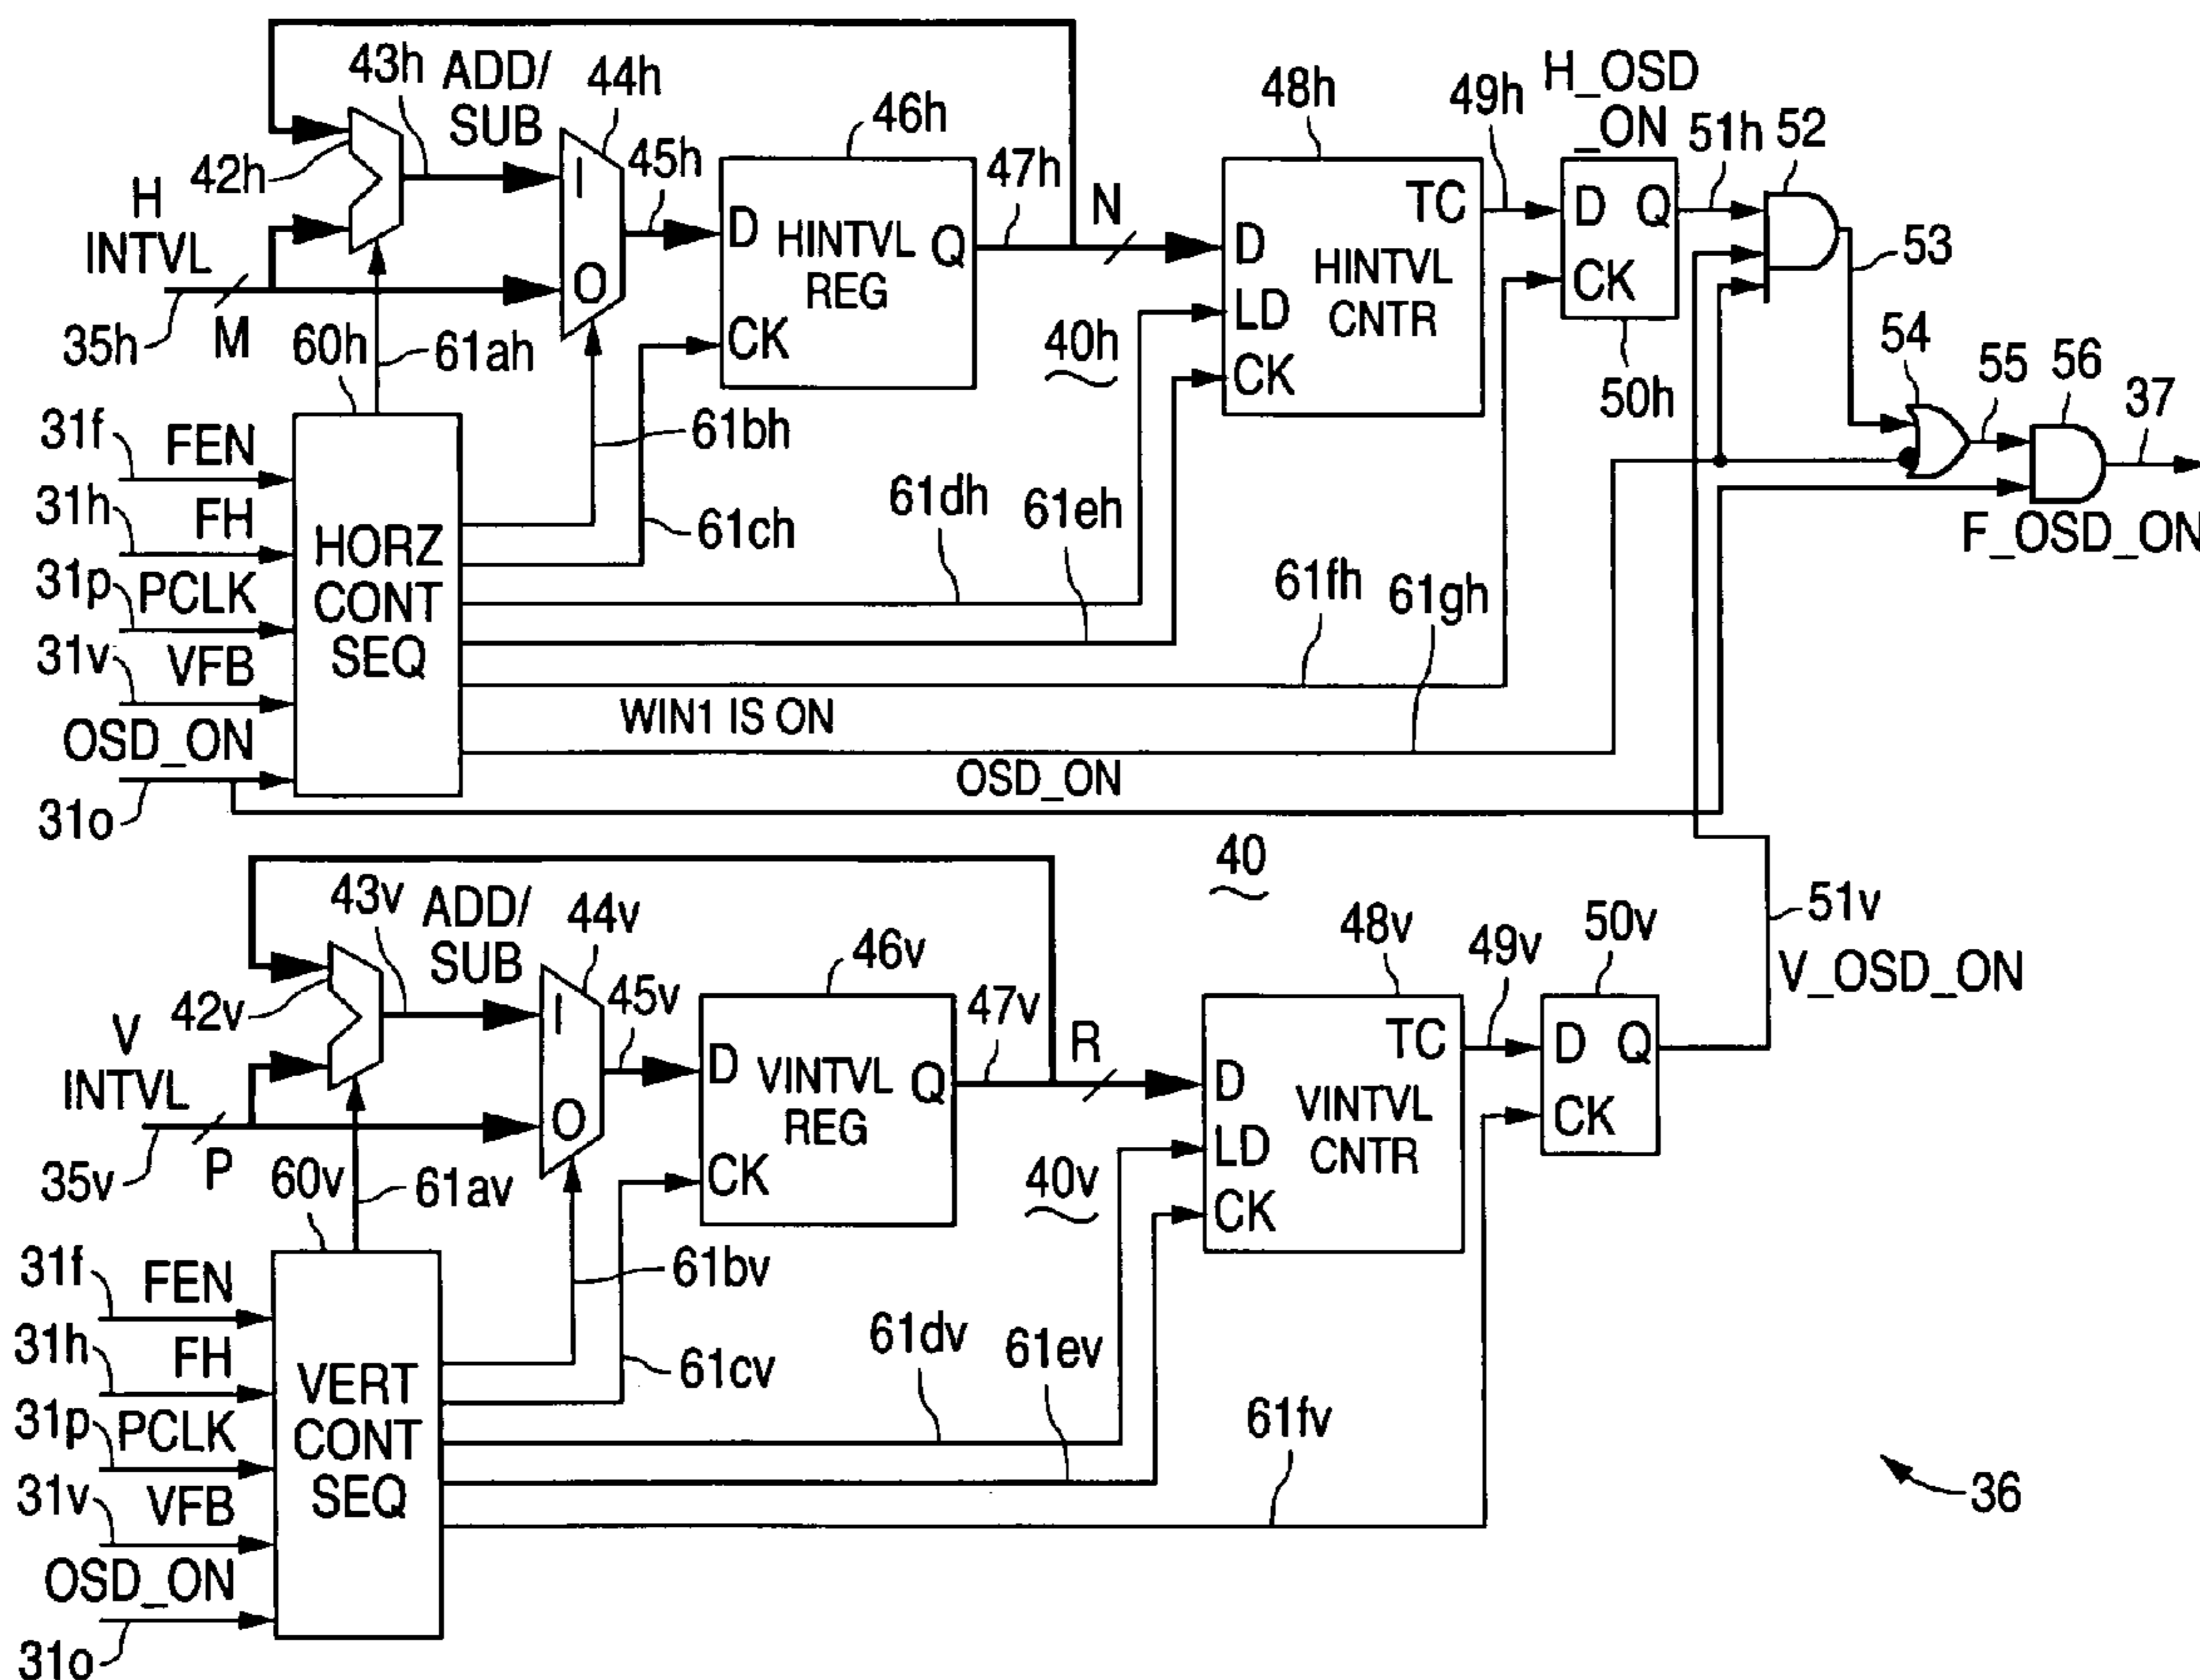 43h ADD/
SUB
44h
46h
48h
49h
H_OSD
_ON
51h
52
42h
45h
47h
N
H
INTVL
35h
M
I
O
D
HINTVL
REG
Q
CK
40h
TC
D
HINTVL
CNTR
LD
CK
D Q
CK
50h
53
54
55
56
37
F_OSD_ON
60h
61ah
61bh
61ch
61dh
61eh
61fh
61gh
31f
FEN
31h
FH
31p
PCLK
31v
VFB
OSD_ON
31o
HORZ
CONT
SEQ
WIN1 IS ON
OSD_ON
40
43v ADD/
SUB
44v
46v
48v
49v
50v
51v
V_OSD_ON
42v
45v
47v
R
V
INTVL
35v
P
I
O
D
VINTVL
REG
Q
CK
40v
TC
D
VINTVL
CNTR
LD
CK
D Q
CK
60v
61av
61bv
61cv
61dv
61ev
61fv
31f
FEN
31h
FH
31p
PCLK
31v
VFB
OSD_ON
31o
VERT
CONT
SEQ
36